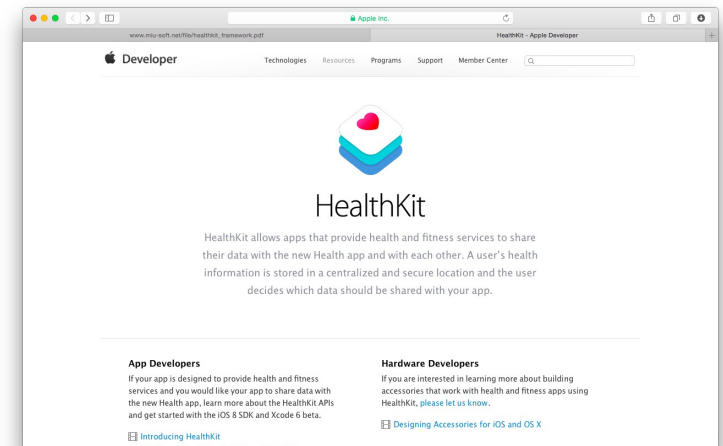 Apple Inc.
www.miu-soft.net/file/healthkit_framework.pdf
HealthKit - Apple Developer
Developer
Technologies Resources Programs Support Member Center
HealthKit
HealthKit allows apps that provide health and fitness services to share
their data with the new Health app and with each other. A user's health
information is stored in a centralized and secure location and the user
decides which data should be shared with your app.
App Developers
If your app is designed to provide health and fitness
services and you would like your app to share data with
the new Health app, learn more about the HealthKit APIs
and get started with the iOS 8 SDK and Xcode 6 beta.
Introducing HealthKit
Hardware Developers
If you are interested in learning more about building
accessories that work with health and fitness apps using
HealthKit, please let us know.
Designing Accessories for iOS and OS X